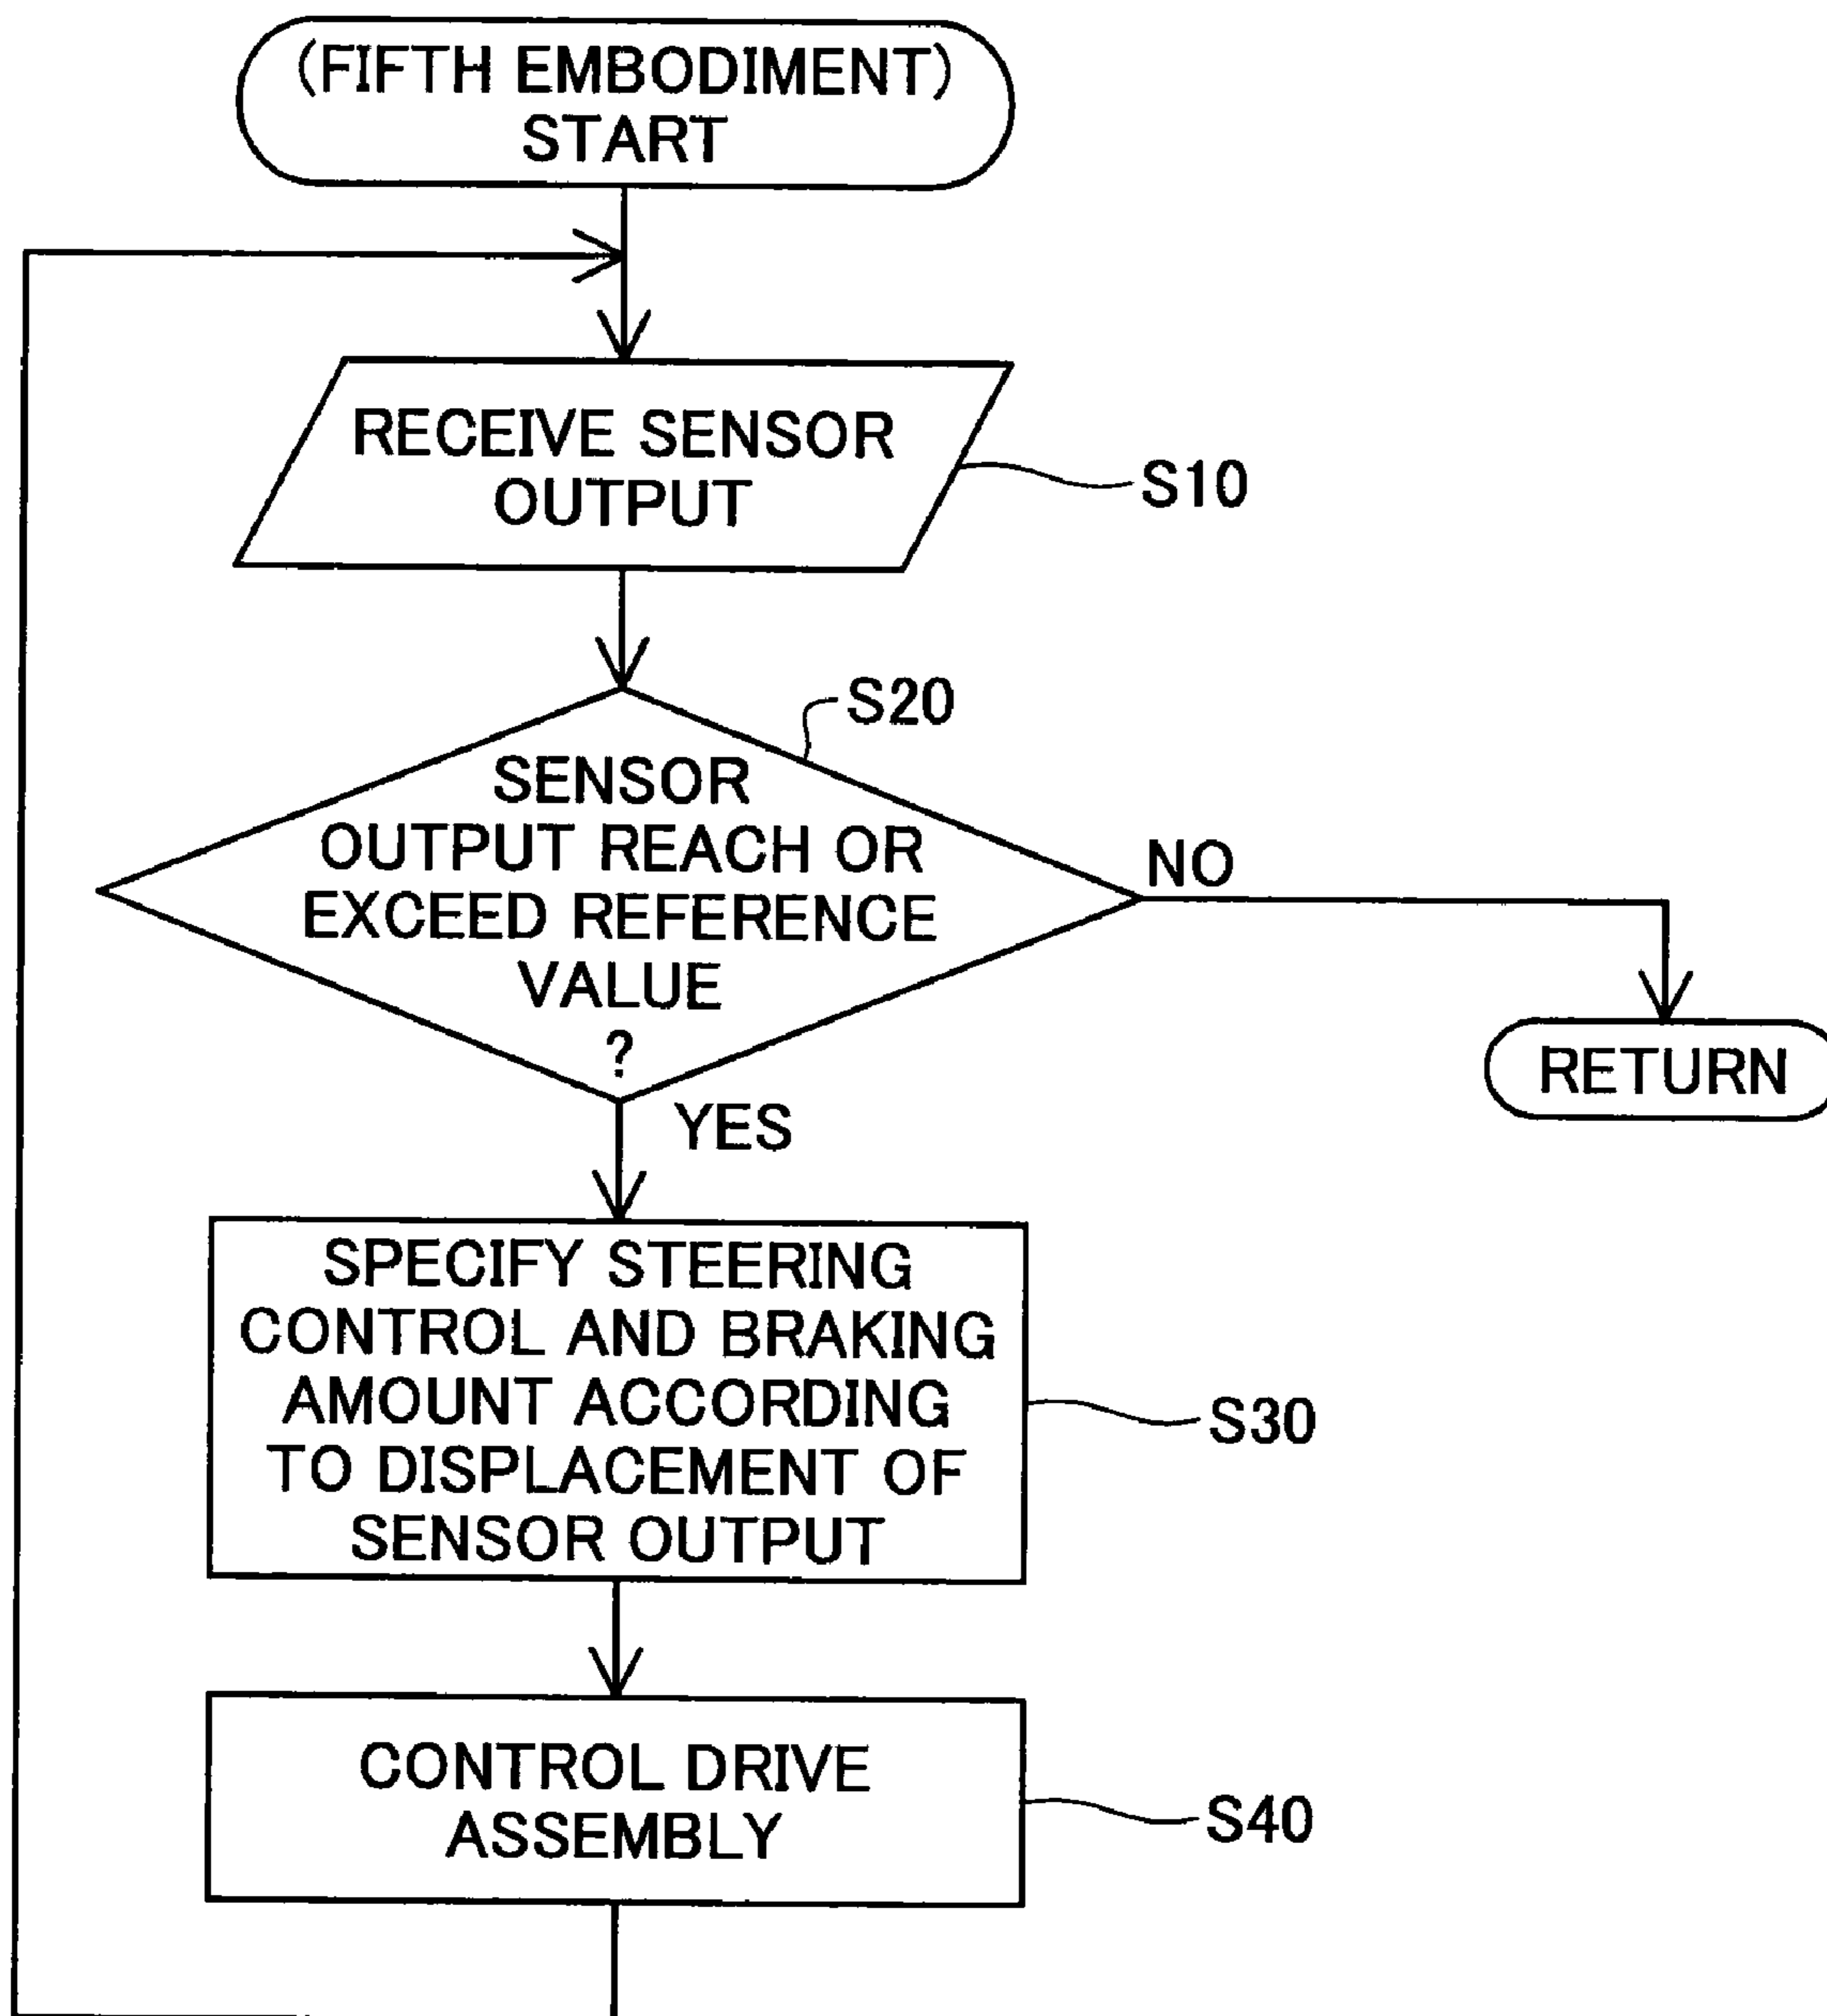 (FIFTH EMBODIMENT)
START
RECEIVE SENSOR
OUTPUT
S10
S20
SENSOR
OUTPUT REACH OR
EXCEED REFERENCE
VALUE
?
NO
RETURN
YES
SPECIFY STEERING
CONTROL AND BRAKING
AMOUNT ACCORDING
TO DISPLACEMENT OF
SENSOR OUTPUT
S30
CONTROL DRIVE
ASSEMBLY
S40